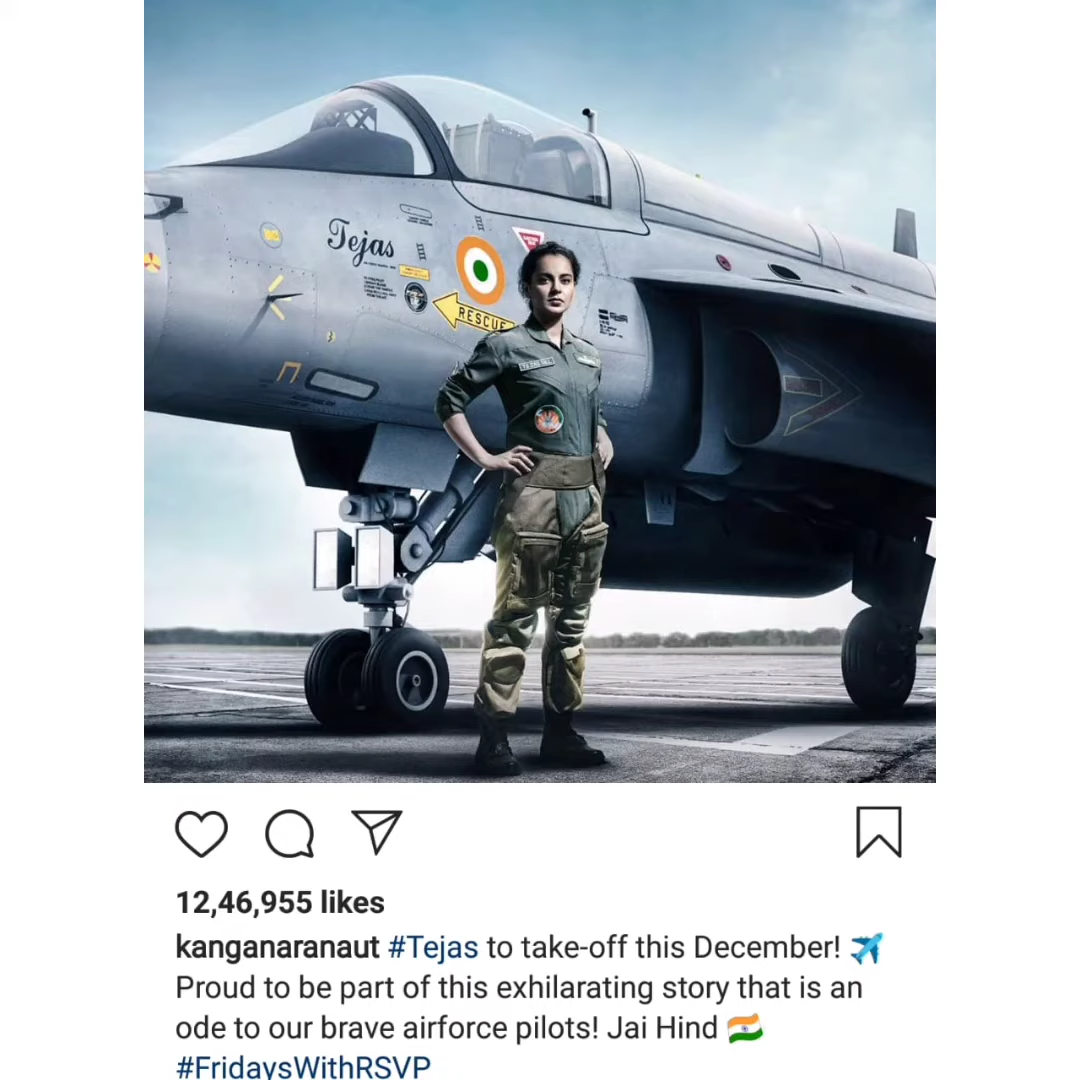 Tejas
RESCUE
12,46,955 likes
kanganaranaut #Tejas to take-off this December! ✈️
Proud to be part of this exhilarating story that is an
ode to our brave airforce pilots! Jai Hind 🇮🇳
#FridaysWithRSVP